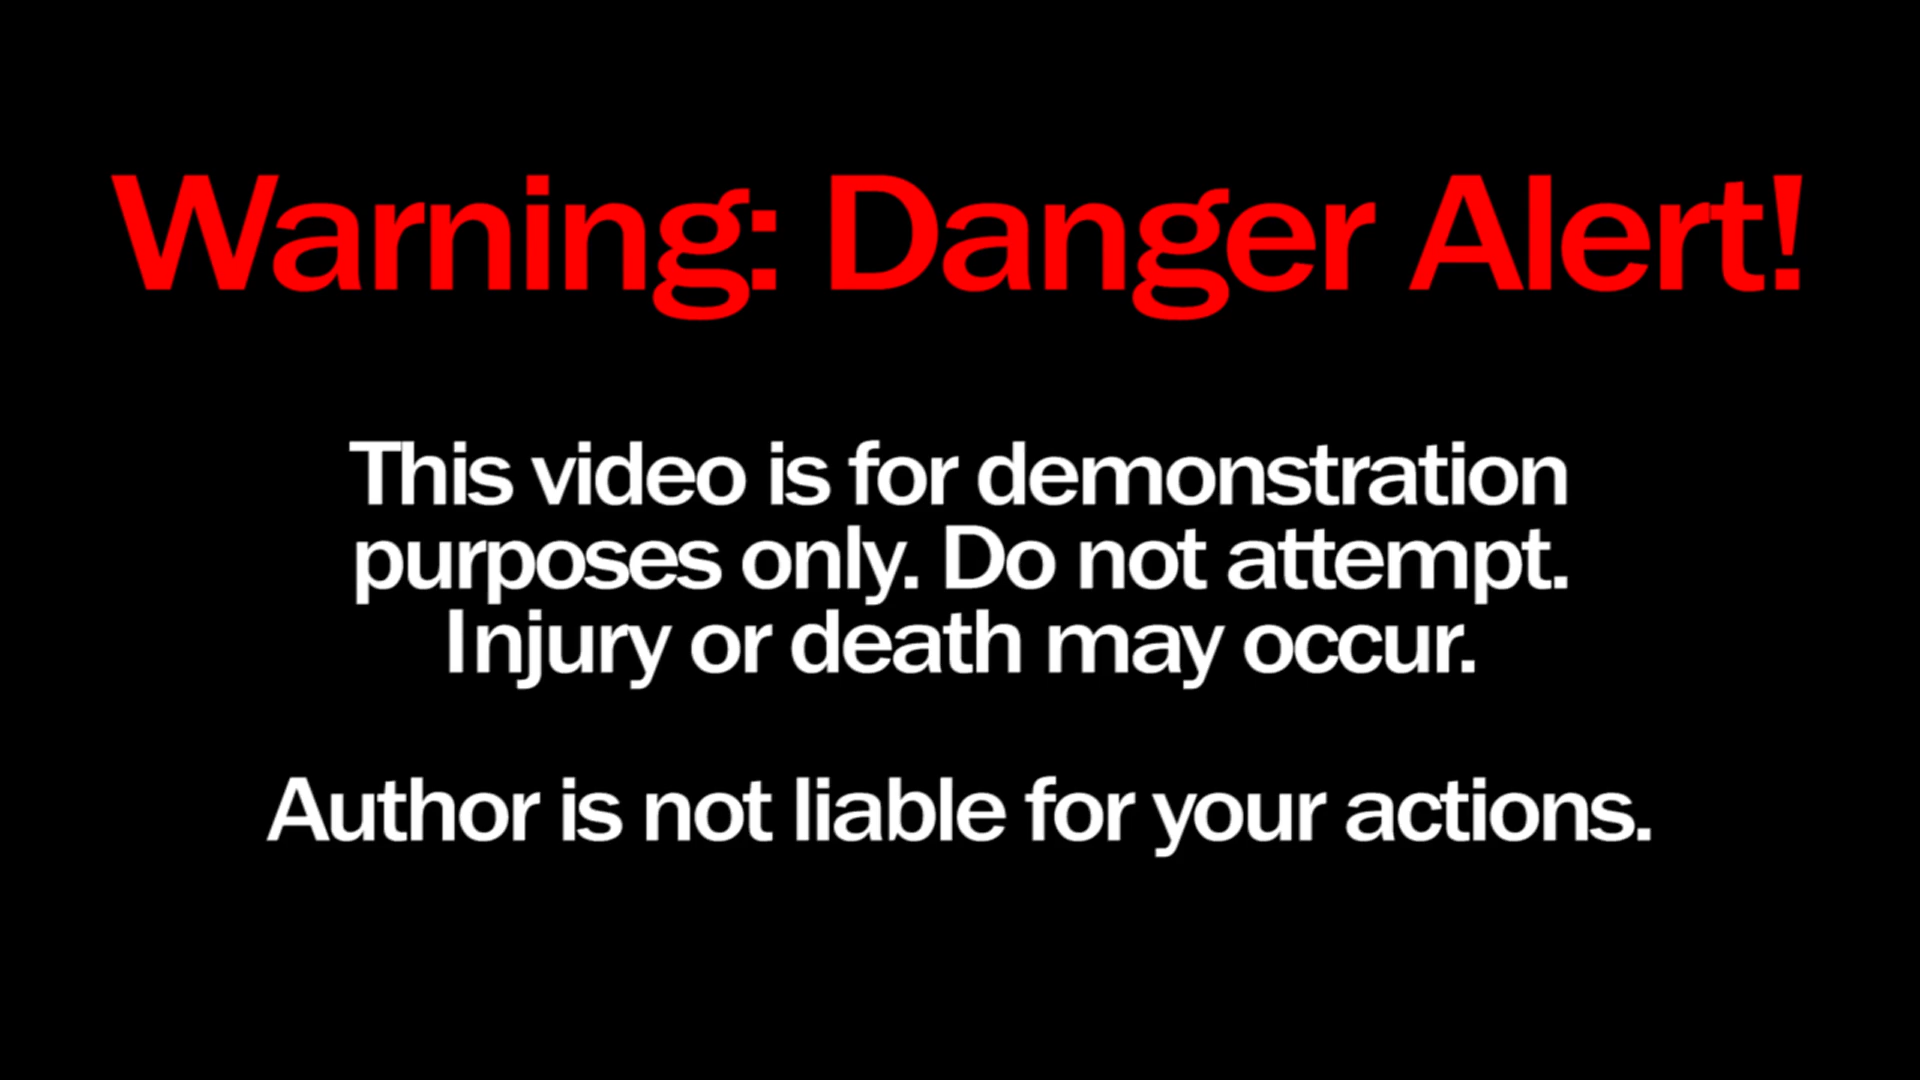 Warning: Danger Alert!
This video is for demonstration
purposes only. Do not attempt.
Injury or death may occur.
Author is not liable for your actions.